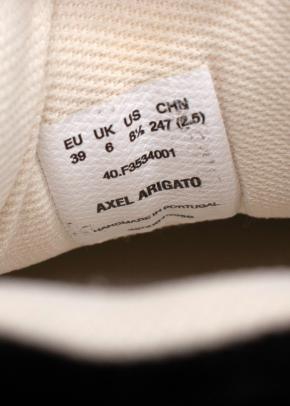 EU UK US CHN
39 6 8½ 247 (2.5)
40.F3534001
AXEL ARIGATO
HANDMADE IN PORTUGAL